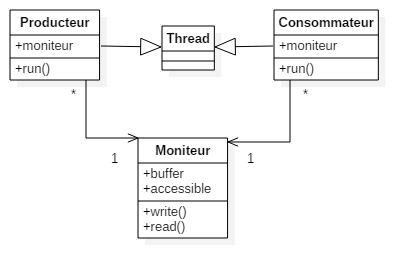 Producteur
+moniteur
+run()
Thread
Consommateur
+moniteur
+run()
*
*
1
1
Moniteur
+buffer
+accessible
+write()
+read()